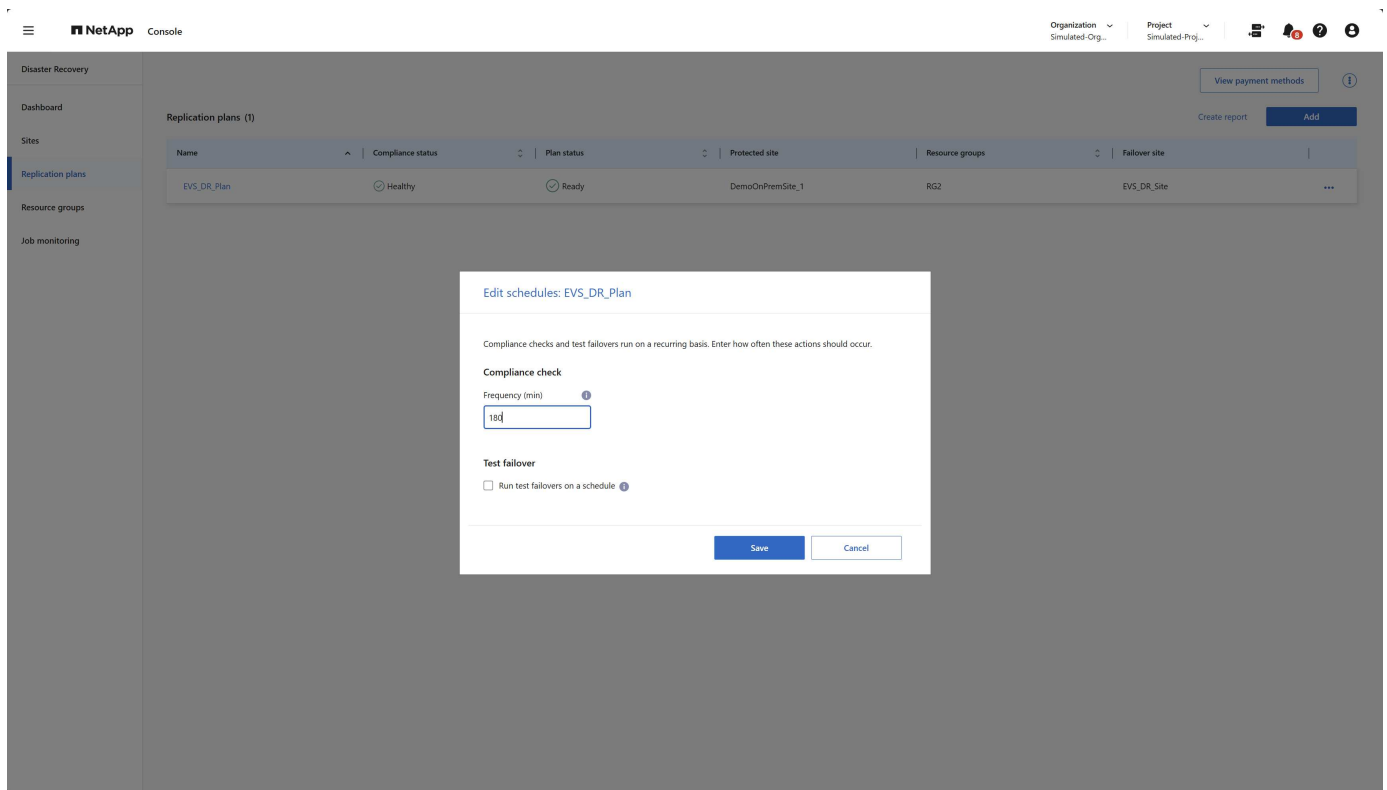 NetApp Console
Organization
Simulated-Org...
Project
Simulated-Proj...
8
Disaster Recovery
Dashboard
Sites
Replication plans
Resource groups
Job monitoring
View payment methods
Replication plans (1)
Create report
Add
Name Compliance status Plan status Protected site Resource groups Failover site
EVS_DR_Plan Healthy Ready DemoOnPremSite_1 RG2 EVS_DR_Site
Edit schedules: EVS_DR_Plan
Compliance checks and test failovers run on a recurring basis. Enter how often these actions should occur.
Compliance check
Frequency (min)
180
Test failover
Run test failovers on a schedule
Save Cancel